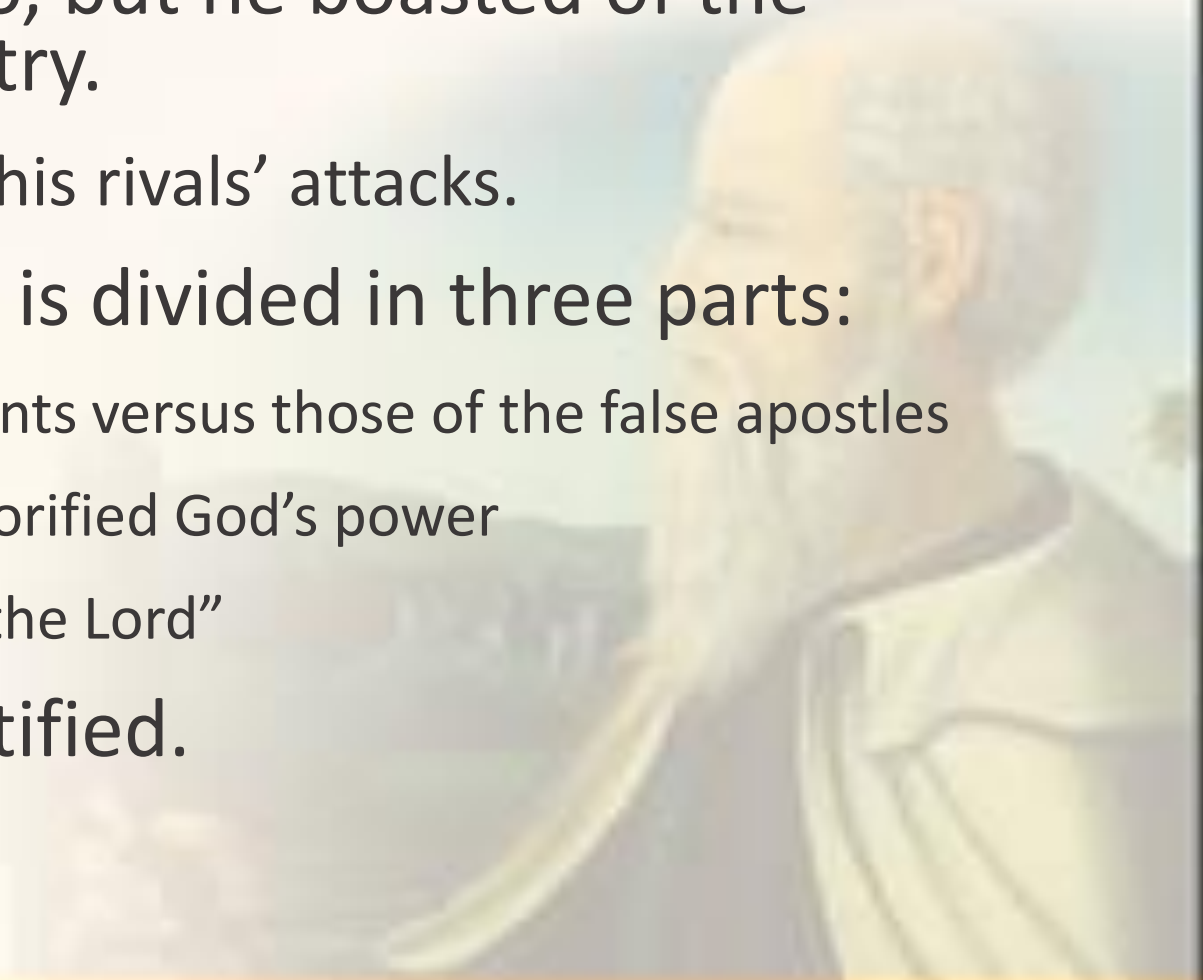 but he boasted of the
try.
his rivals’ attacks.
is divided in three parts:
nts versus those of the false apostles
orified God’s power
the Lord”
tified.